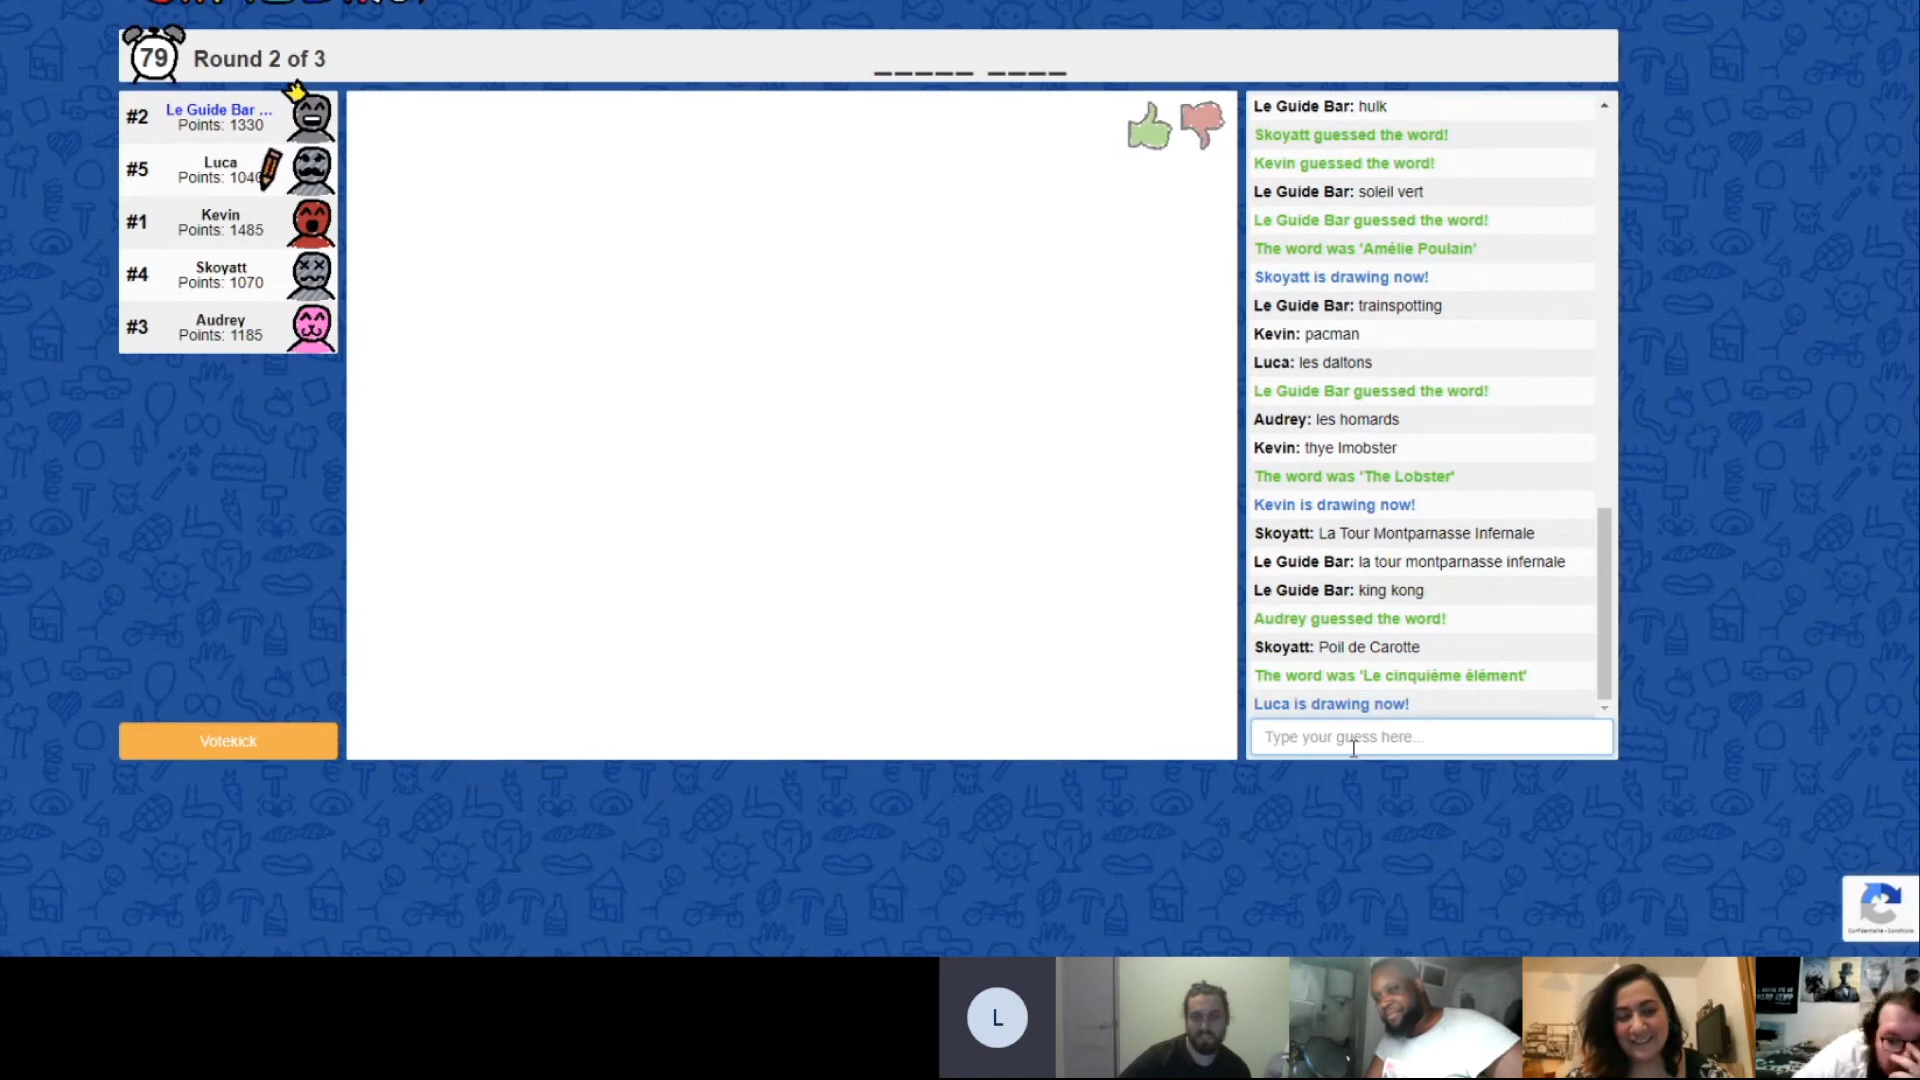 79
Round 2 of 3
_____ ____
#2
Le Guide Bar ...
Points: 1330
#5
Luca
Points: 1040
#1
Kevin
Points: 1485
#4
Skoyatt
Points: 1070
#3
Audrey
Points: 1185
Votekick
Le Guide Bar: hulk
Skoyatt guessed the word!
Kevin guessed the word!
Le Guide Bar: soleil vert
Le Guide Bar guessed the word!
The word was 'Amélie Poulain'
Skoyatt is drawing now!
Le Guide Bar: trainspotting
Kevin: pacman
Luca: les daltons
Le Guide Bar guessed the word!
Audrey: les homards
Kevin: thye lmobster
The word was 'The Lobster'
Kevin is drawing now!
Skoyatt: La Tour Montparnasse Infernale
Le Guide Bar: la tour montparnasse infernale
Le Guide Bar: king kong
Audrey guessed the word!
Skoyatt: Poil de Carotte
The word was 'Le cinquième élément'
Luca is drawing now!
Type your guess here...
Confidentialité - Conditions
L